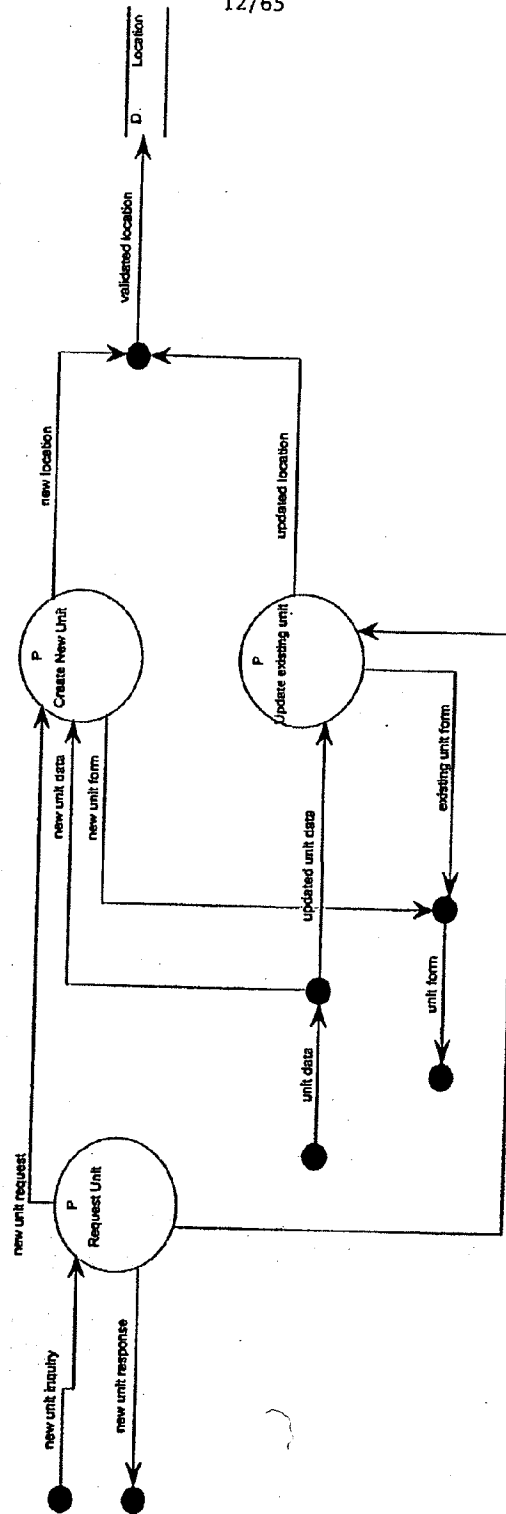 12/65
new unit inquiry
new unit response
P
Request Unit
new unit request
new unit data
new unit form
P
Create New Unit
new location
unit data
updated unit data
P
Update existing unit
updated location
unit form
existing unit form
validated location
D
Location